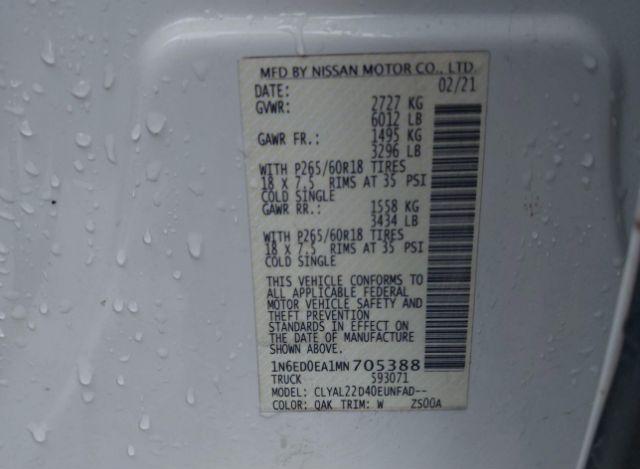 MFD BY NISSAN MOTOR CO., LTD
DATE: 02/21
GVWR: 2727 KG
6012 LB
GAWR FR.: 1495 KG
3296 LB
WITH P265/60R18 TIRES
18 X 7.5 RIMS AT 35 PSI
COLD SINGLE
GAWR RR.: 1558 KG
3434 LB
WITH P265/60R18 TIRES
18 X 7.5 RIMS AT 35 PSI
COLD SINGLE
THIS VEHICLE CONFORMS TO
ALL APPLICABLE FEDERAL
MOTOR VEHICLE SAFETY AND
THEFT PREVENTION
STANDARDS IN EFFECT ON
THE DATE OF MANUFACTURE
SHOWN ABOVE.
1N6ED0EA1MN705388
TRUCK 593071
MODEL: CLYAL22D40EUNFAD--
COLOR: QAK TRIM: W ZS00A